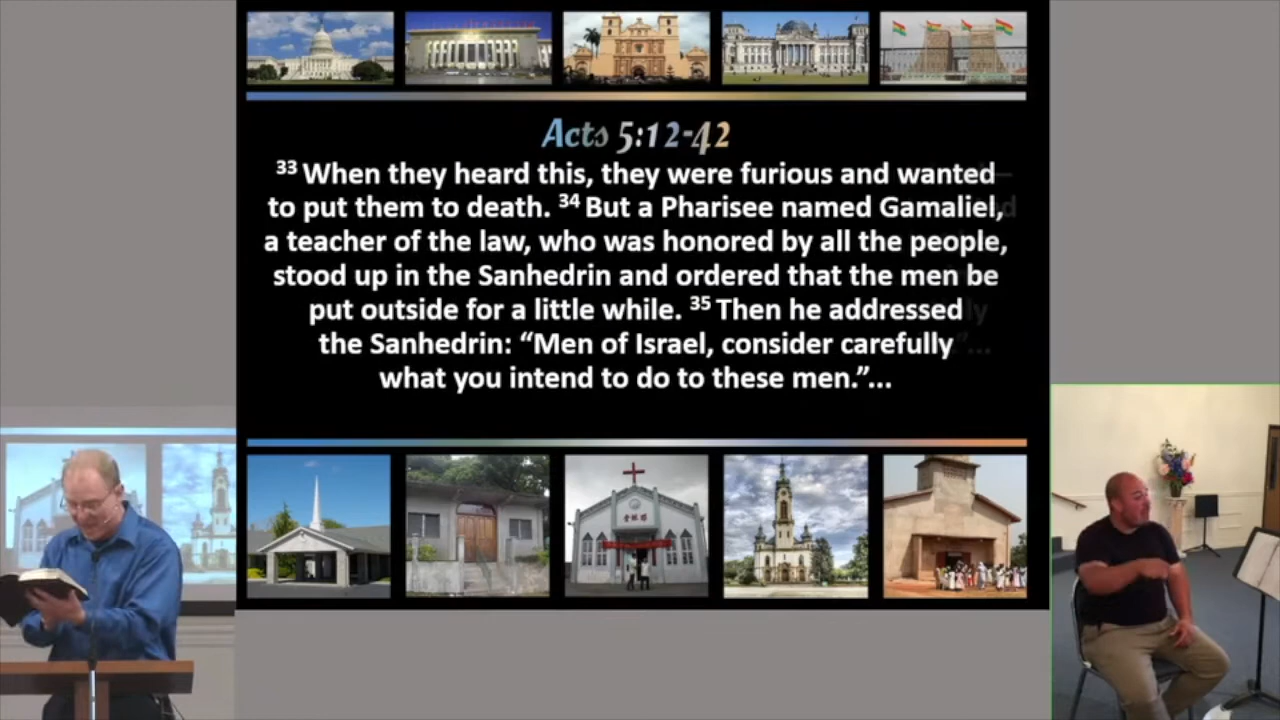 Acts 5:12-42
33 When they heard this, they were furious and wanted
to put them to death. 34 But a Pharisee named Gamaliel,
a teacher of the law, who was honored by all the people,
stood up in the Sanhedrin and ordered that the men be
put outside for a little while. 35 Then he addressed
the Sanhedrin: “Men of Israel, consider carefully
what you intend to do to these men.”...